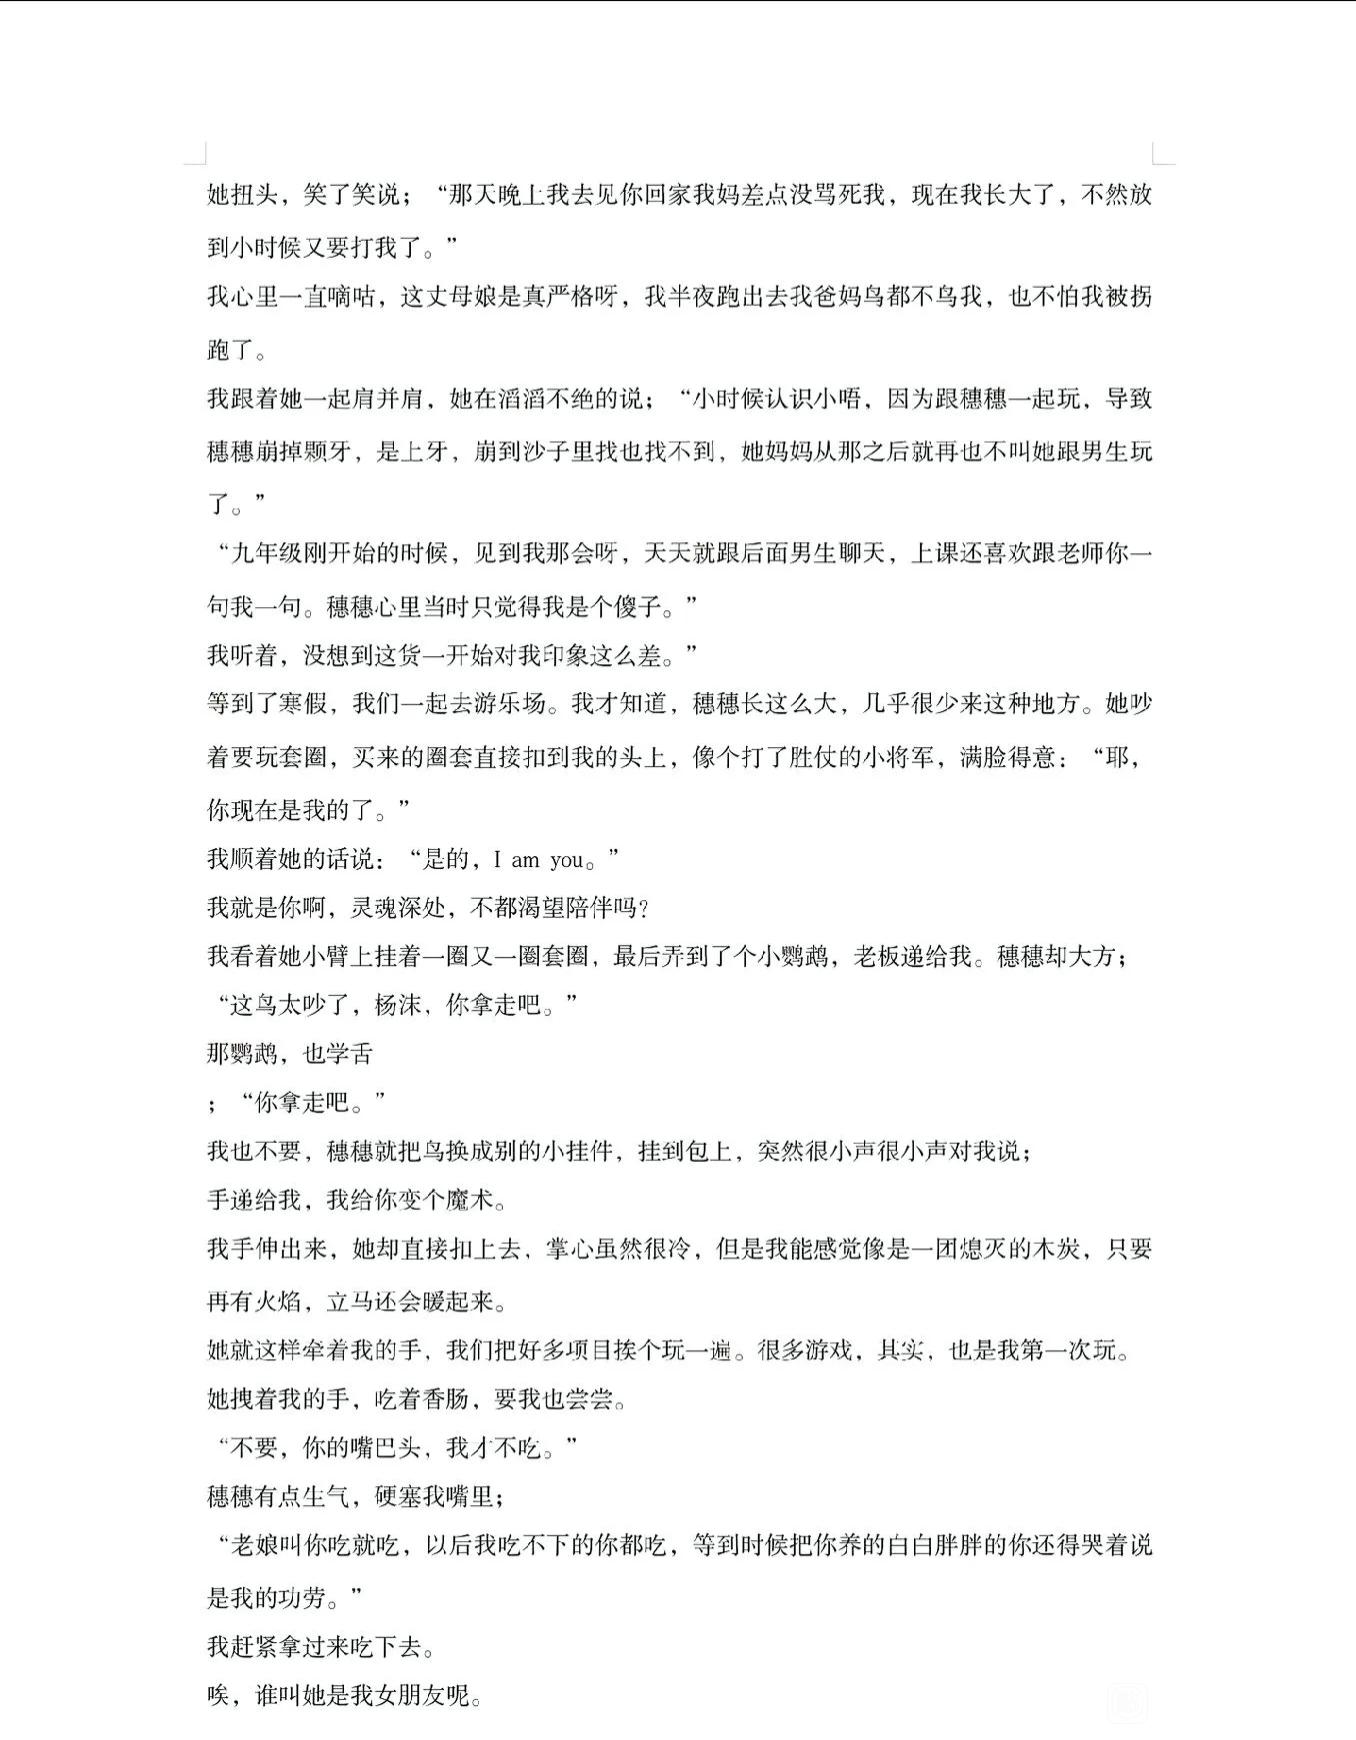 她扭头，笑了笑说；“那天晚上我去见你回家我妈差点没骂死我，现在我长大了，不然放
到小时候又要打我了。”
我心里一直嘀咕，这丈母娘是真严格呀，我半夜跑出去我爸妈鸟都不鸟我，也不怕我被拐
跑了。
我跟着她一起肩并肩，她在滔滔不绝的说；“小时候认识小唔，因为跟穗穗一起玩，导致
穗穗崩掉颗牙，是上牙，崩到沙子里找也找不到，她妈妈从那之后就再也不叫她跟男生玩
了。”
“九年级刚开始的时候，见到我那会呀，天天就跟后面男生聊天，上课还喜欢跟老师你一
句我一句。穗穗心里当时只觉得我是个傻子。”
我听着，没想到这货一开始对我印象这么差。”
等到了寒假，我们一起去游乐场。我才知道，穗穗长这么大，几乎很少来这种地方。她吵
着要玩套圈，买来的圈套直接扣到我的头上，像个打了胜仗的小将军，满脸得意：“耶，
你现在是我的了。”
我顺着她的话说：“是的，I am you。”
我就是你啊，灵魂深处，不都渴望陪伴吗？
我看着她小臂上挂着一圈又一圈套圈，最后弄到了个小鹦鹉，老板递给我。穗穗却大方；
“这鸟太吵了，杨沫，你拿走吧。”
那鹦鹉，也学舌
；“你拿走吧。”
我也不要，穗穗就把鸟换成别的小挂件，挂到包上，突然很小声很小声对我说；
手递给我，我给你变个魔术。
我手伸出来，她却直接扣上去，掌心虽然很冷，但是我能感觉像是一团熄灭的木炭，只要
再有火焰，立马还会暖起来。
她就这样牵着我的手，我们把好多项目挨个玩一遍。很多游戏，其实，也是我第一次玩。
她拽着我的手，吃着香肠，要我也尝尝。
“不要，你的嘴巴头，我才不吃。”
穗穗有点生气，硬塞我嘴里；
“老娘叫你吃就吃，以后我吃不下的你都吃，等到时候把你养的白白胖胖的你还得哭着说
是我的功劳。”
我赶紧拿过来吃下去。
唉，谁叫她是我女朋友呢。